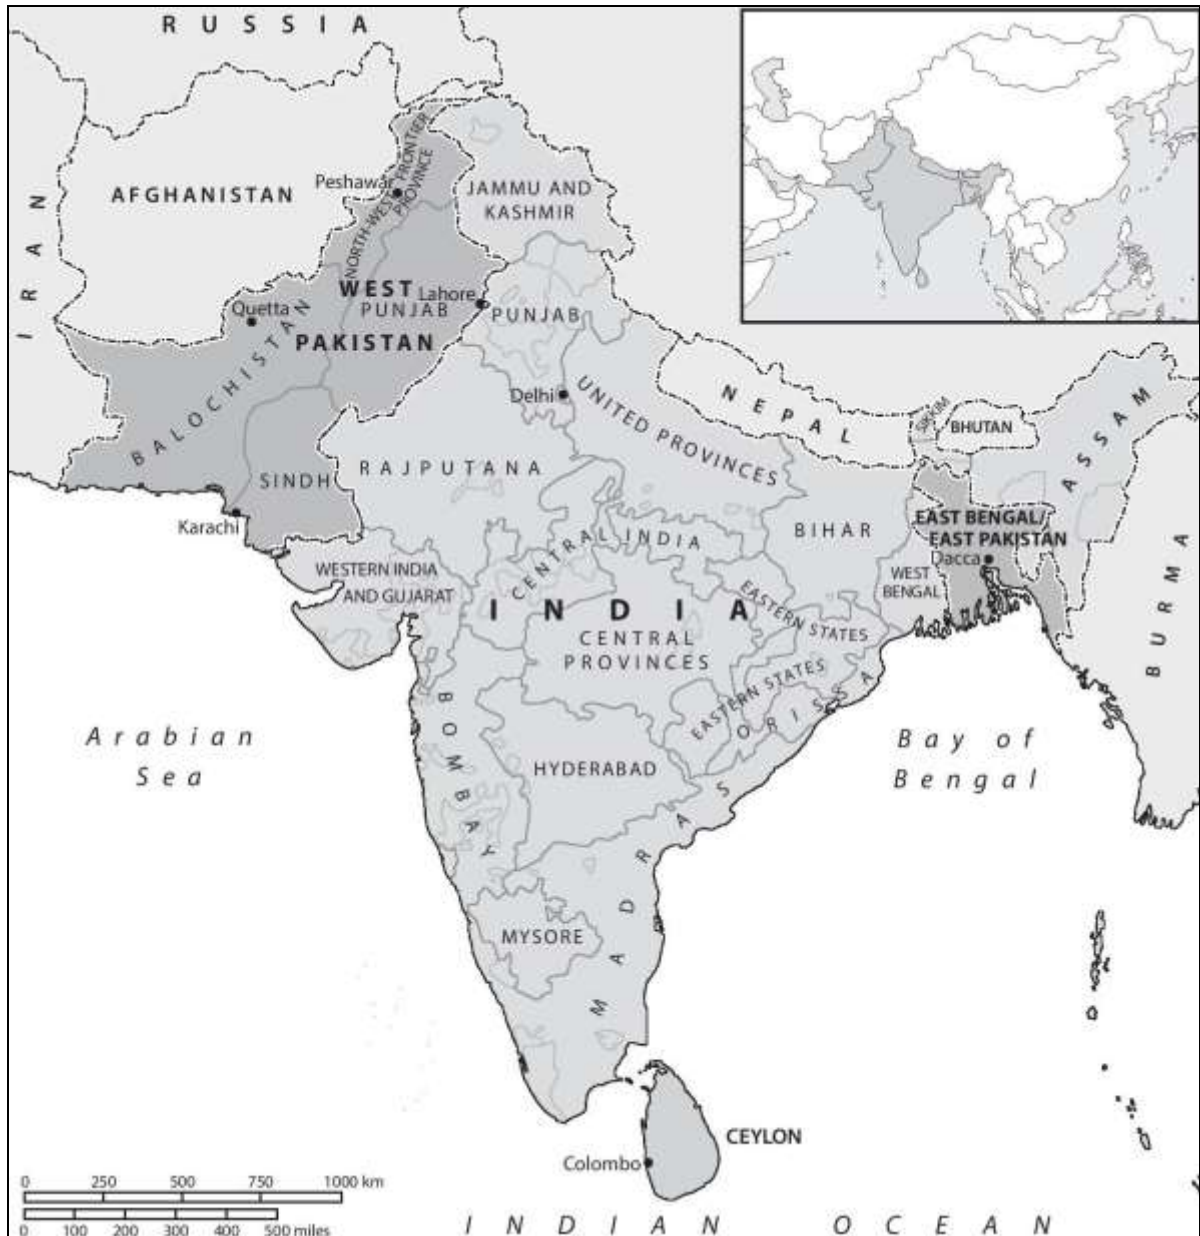 RUSSIA
IRAN
AFGHANISTAN
Peshawar
NORTH-WEST FRONTIER
PROVINCE
JAMMU AND
KASHMIR
WEST
PAKISTAN
PUNJAB
Lahore
PUNJAB
Quetta
BALOCHISTAN
SINDH
Karachi
Delhi
UNITED PROVINCES
NEPAL
SIKKIM
BHUTAN
ASSAM
RAJPUTANA
BIHAR
EAST BENGAL/
EAST PAKISTAN
Dacca
WEST
BENGAL
BURMA
CENTRAL INDIA
WESTERN INDIA
AND GUJARAT
INDIA
CENTRAL
PROVINCES
EASTERN STATES
EASTERN STATES
ORISSA
BOMBAY
HYDERABAD
MADRAS
MYSORE
Arabian
Sea
Bay of
Bengal
CEYLON
Colombo
0 250 500 750 1000 km
0 100 200 300 400 500 miles
INDIAN OCEAN